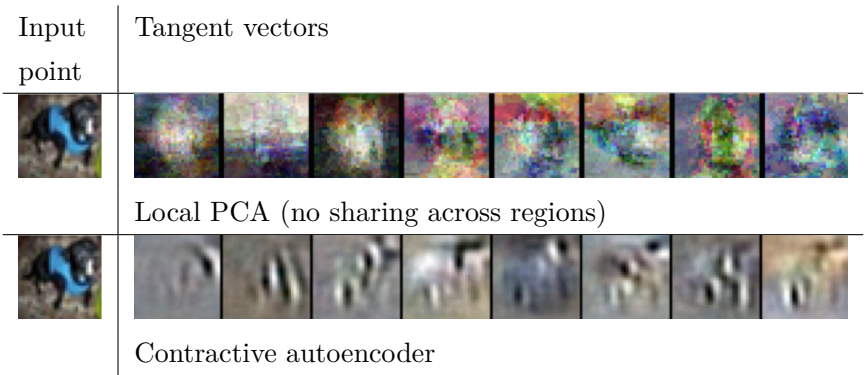 Input point
Tangent vectors
Local PCA (no sharing across regions)
Contractive autoencoder